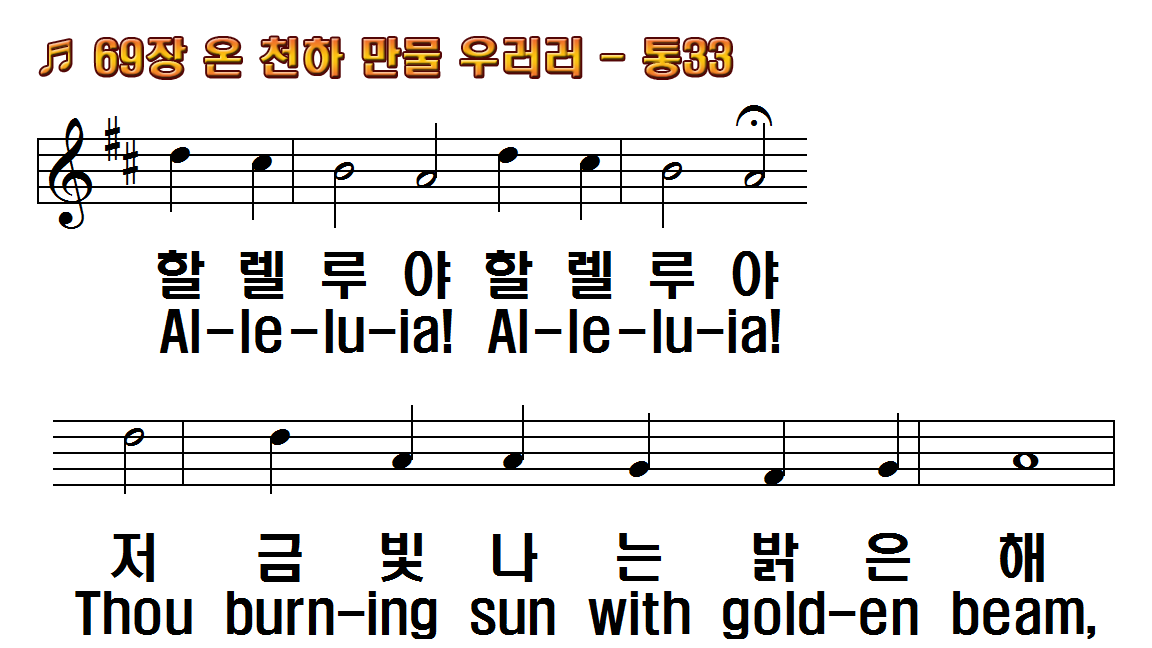 ♬ 69장 온 천하 만물 우러러 - 통33
할 렐 루 야 할 렐 루 야
Al-le-lu-ia! Al-le-lu-ia!
저 금 빛 나 는 밝 은 해
Thou burn-ing sun with gold-en beam,